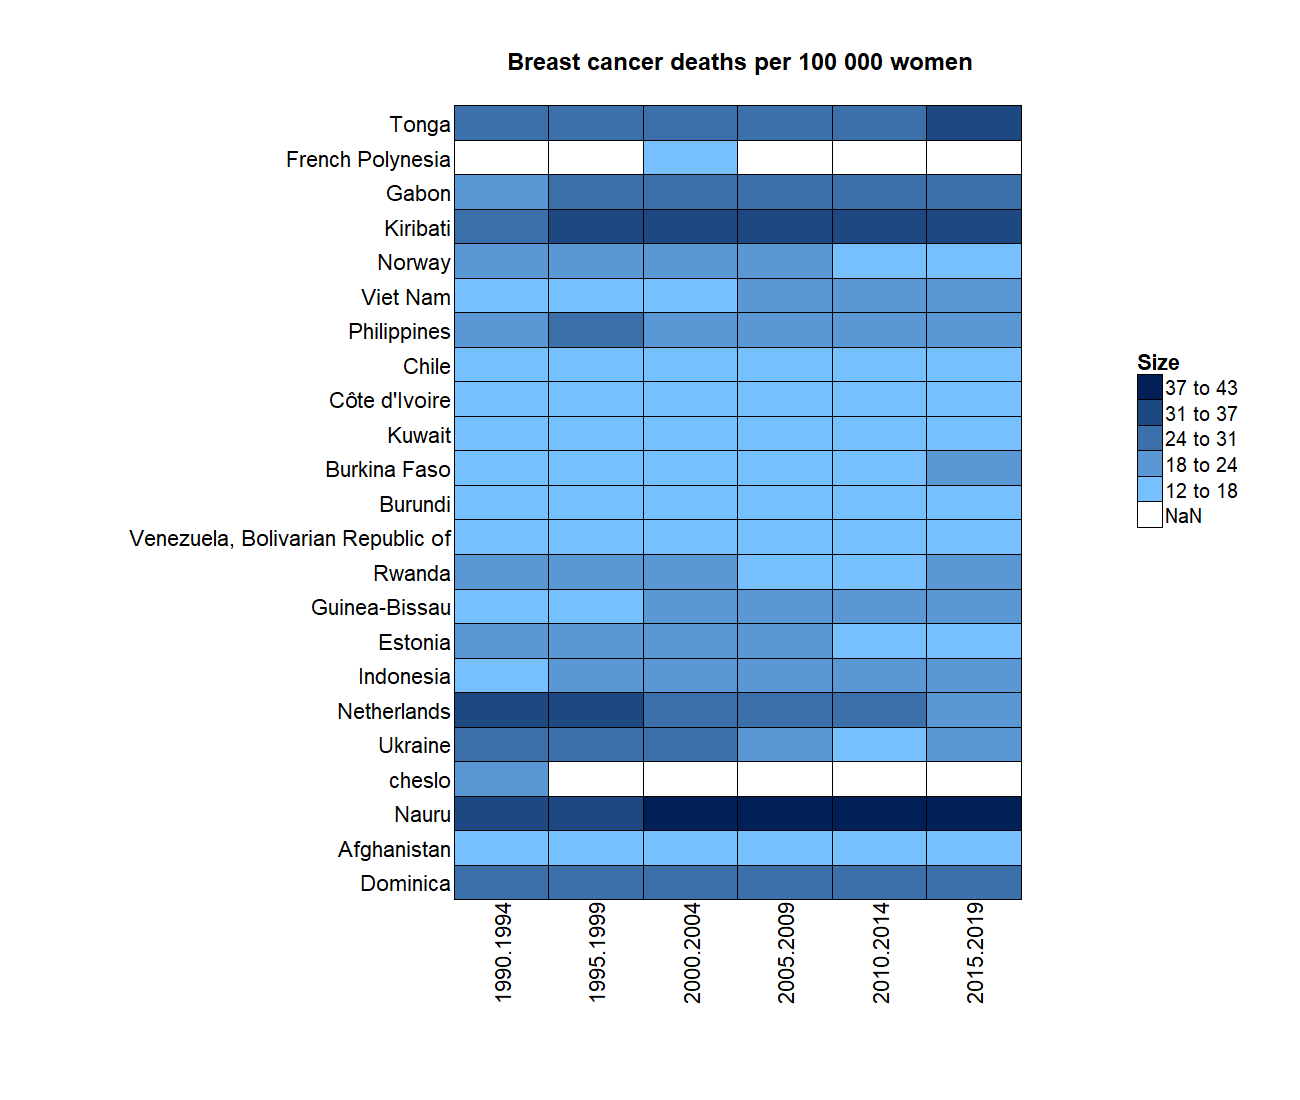 Breast cancer deaths per 100 000 women
Tonga
French Polynesia
Gabon
Kiribati
Norway
Viet Nam
Philippines
Chile
Côte d'Ivoire
Kuwait
Burkina Faso
Burundi
Venezuela, Bolivarian Republic of
Rwanda
Guinea-Bissau
Estonia
Indonesia
Netherlands
Ukraine
cheslo
Nauru
Afghanistan
Dominica
1990.1994
1995.1999
2000.2004
2005.2009
2010.2014
2015.2019
Size
37 to 43
31 to 37
24 to 31
18 to 24
12 to 18
NaN